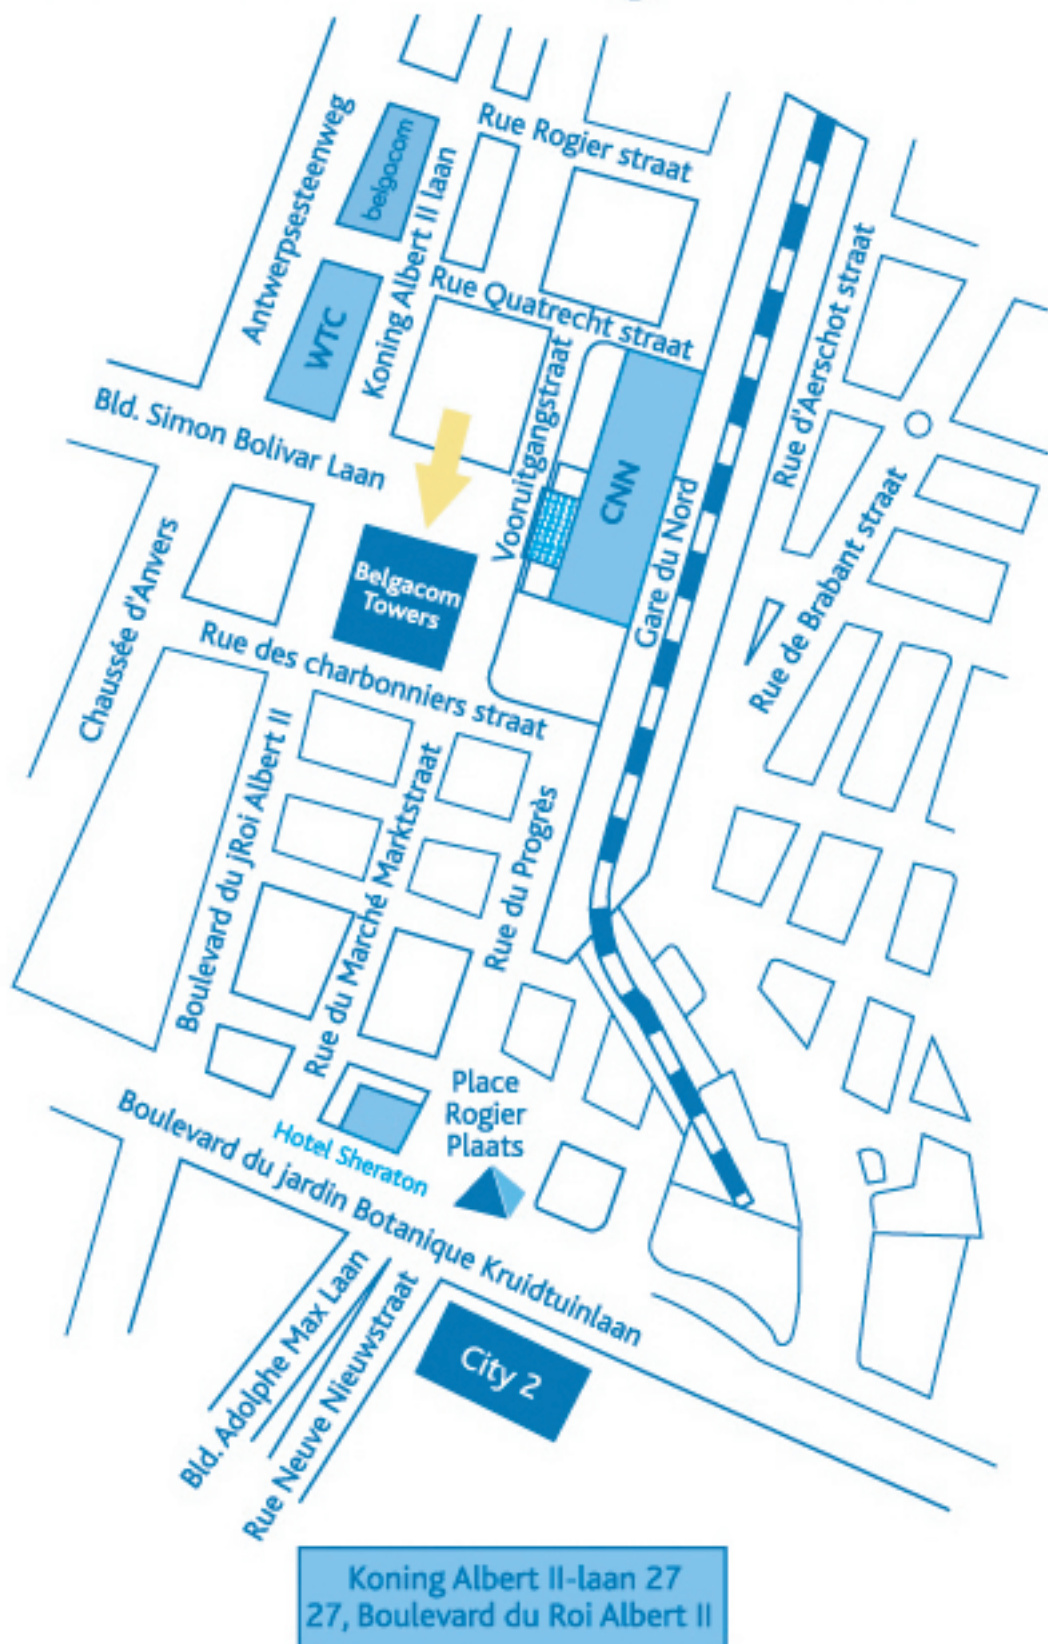 Rue Rogier straat
Antwerpsesteenweg
belgocom
Koning Albert II laan
Rue Quatrecht straat
WTC
Vooruitgangstraat
CNN
Rue d'Aerschot straat
Bld. Simon Bolivar Laan
Gare du Nord
Rue de Brabant straat
Belgacom
Towers
Chaussée d'Anvers
Rue des charbonniers straat
Boulevard du jRoi Albert II
Rue du Marché Marktstraat
Rue du Progrès
Place
Rogier
Plaats
Hotel Sheraton
Boulevard du jardin Botanique Kruidtuinlaan
Bld. Adolphe Max Laan
Rue Neuve Nieuwstraat
City 2
Koning Albert II-laan 27
27, Boulevard du Roi Albert II